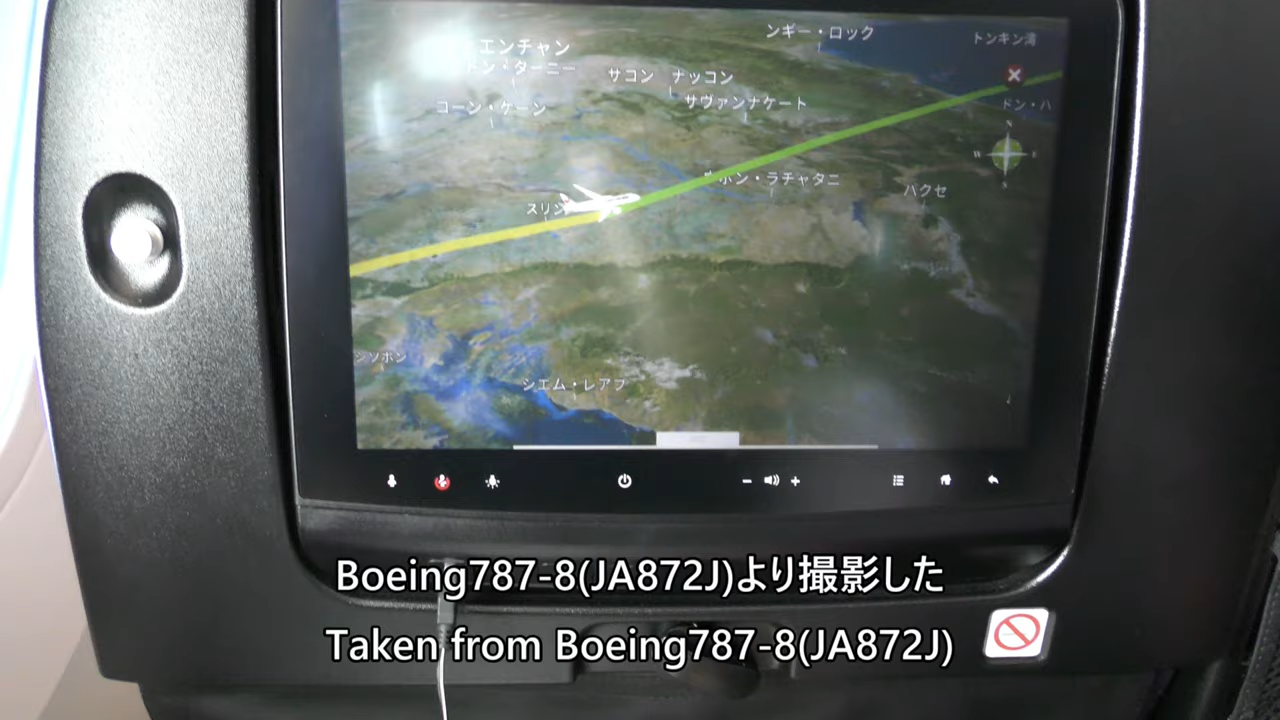 エンチャン
ンギー・ロック
トンキン湾
ドン・ターニー
サコン ナッコン
コーン・ケーン
サヴァンナケート
ドン・ハ
N
W
E
S
ボン・ラチャタニ
パクセ
スリン
シソポン
シエム・レアプ
Boeing787-8(JA872J)より撮影した
Taken from Boeing787-8(JA872J)